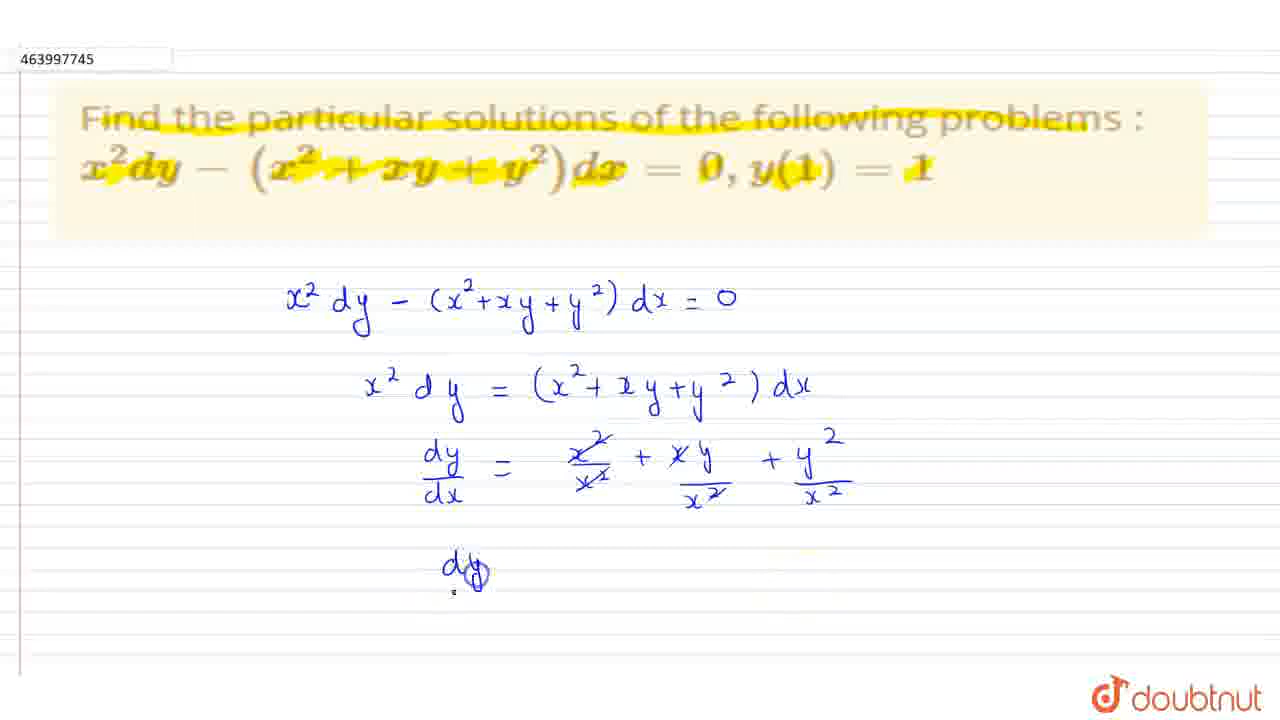 463997745
Find the particular solutions of the following problems :
x²dy − (x² + xy + y²)dx = 0, y(1) = 1
x² dy − (x²+xy+y²) dx = 0
x² dy = (x²+xy+y²) dx
dy/dx = x²/x² + xy/x² + y²/x²
dy
doubtnut